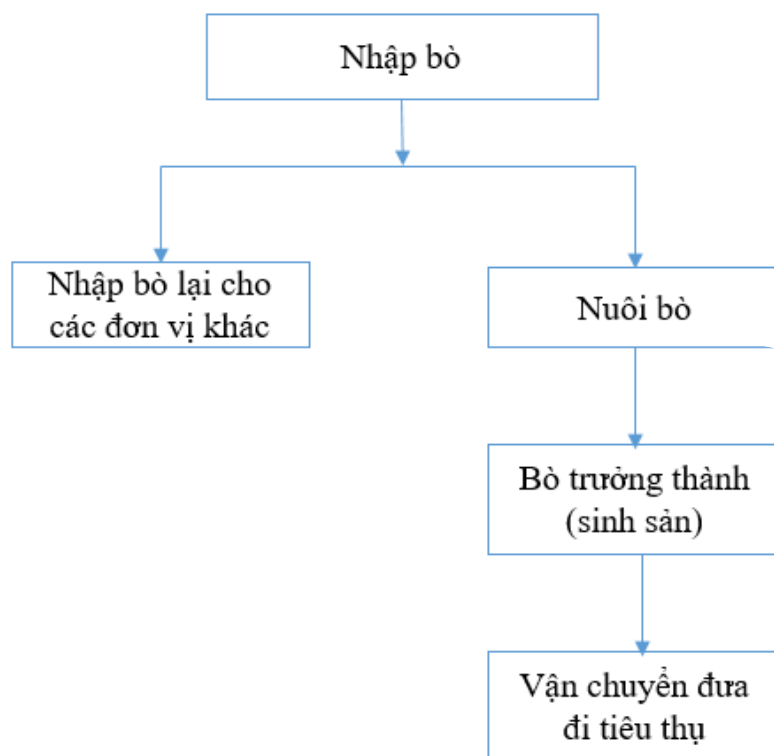 Nhập bò
Nhập bò lại cho
các đơn vị khác
Nuôi bò
Bò trưởng thành
(sinh sản)
Vận chuyển đưa
đi tiêu thụ